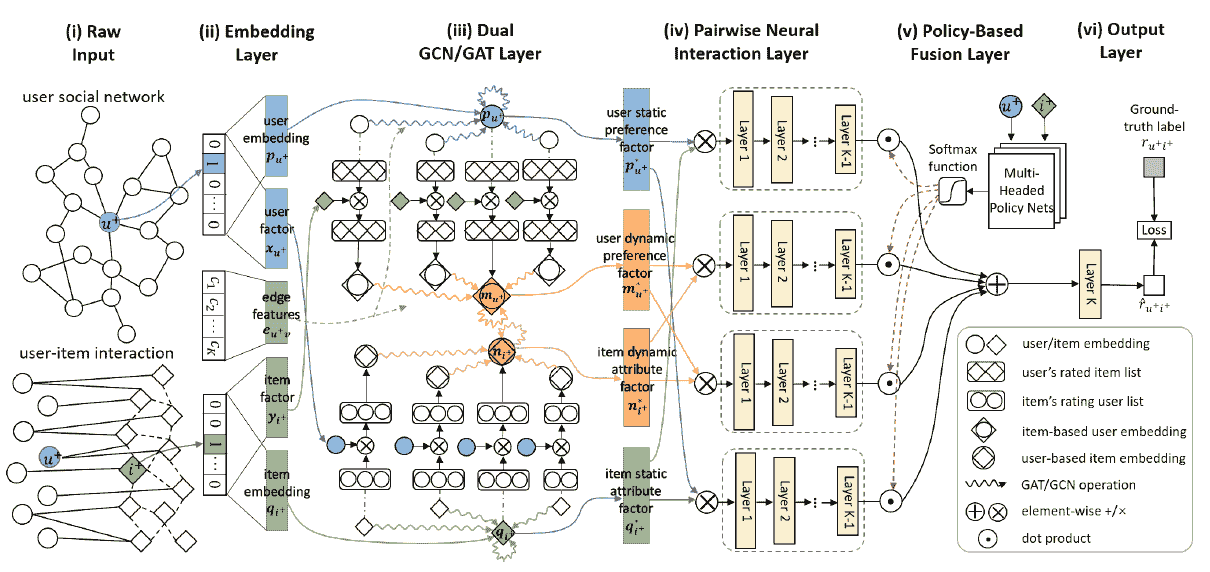 (i) Raw
Input
(ii) Embedding
Layer
(iii) Dual
GCN/GAT Layer
(iv) Pairwise Neural
Interaction Layer
(v) Policy-Based
Fusion Layer
(vi) Output
Layer
user social network
u⁺
user-item interaction
u⁺
i⁺
0
1
0
...
0
c₁
c₂
...
c_K
0
0
1
...
0
user
embedding
p_{u⁺}
user
factor
x_{u⁺}
edge
features
e_{u⁺v}
item
factor
y_{i⁺}
item
embedding
q_{i⁺}
p_{u⁺}
m_{u⁺}
n_{i⁺}
q_{i⁺}
user static
preference
factor
p*_{u⁺}
user dynamic
preference
factor
m*_{u⁺}
item dynamic
attribute
factor
n*_{i⁺}
item static
attribute
factor
q*_{i⁺}
Layer 1
Layer 2
...
Layer K-1
Layer 1
Layer 2
...
Layer K-1
Layer 1
Layer 2
...
Layer K-1
Layer 1
Layer 2
...
Layer K-1
u⁺
i⁺
Softmax
function
Multi-
Headed
Policy Nets
Layer K
Ground-
truth label
r_{u⁺i⁺}
Loss
r̂_{u⁺i⁺}
user/item embedding
user's rated item list
item's rating user list
item-based user embedding
user-based item embedding
GAT/GCN operation
element-wise +/×
dot product